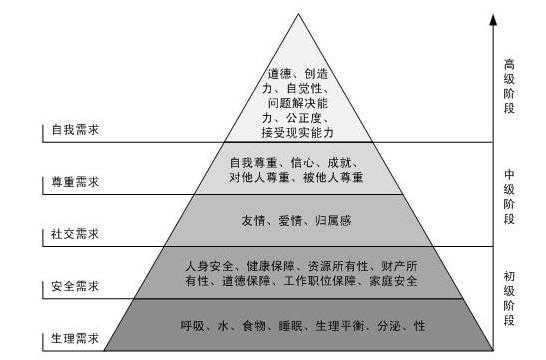 道德、创造
力、自觉性、
问题解决能
力、公正度、
接受现实能力
自我需求
高级阶段
自我尊重、信心、成就、
对他人尊重、被他人尊重
尊重需求
中级阶段
友情、爱情、归属感
社交需求
人身安全、健康保障、资源所有性、财产所
有性、道德保障、工作职位保障、家庭安全
安全需求
初级阶段
呼吸、水、食物、睡眠、生理平衡、分泌、性
生理需求